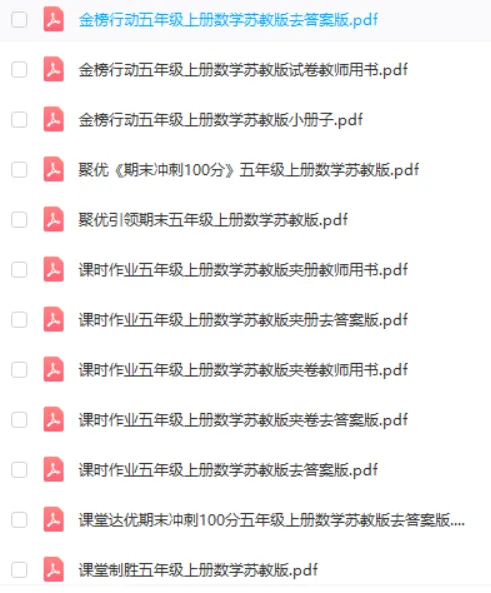 金榜行动五年级上册数学苏教版去答案版.pdf
金榜行动五年级上册数学苏教版试卷教师用书.pdf
金榜行动五年级上册数学苏教版小册子.pdf
聚优《期末冲刺100分》五年级上册数学苏教版.pdf
聚优引领期末五年级上册数学苏教版.pdf
课时作业五年级上册数学苏教版夹册教师用书.pdf
课时作业五年级上册数学苏教版夹册去答案版.pdf
课时作业五年级上册数学苏教版夹卷教师用书.pdf
课时作业五年级上册数学苏教版夹卷去答案版.pdf
课时作业五年级上册数学苏教版去答案版.pdf
课堂达优期末冲刺100分五年级上册数学苏教版去答案版....
课堂制胜五年级上册数学苏教版.pdf